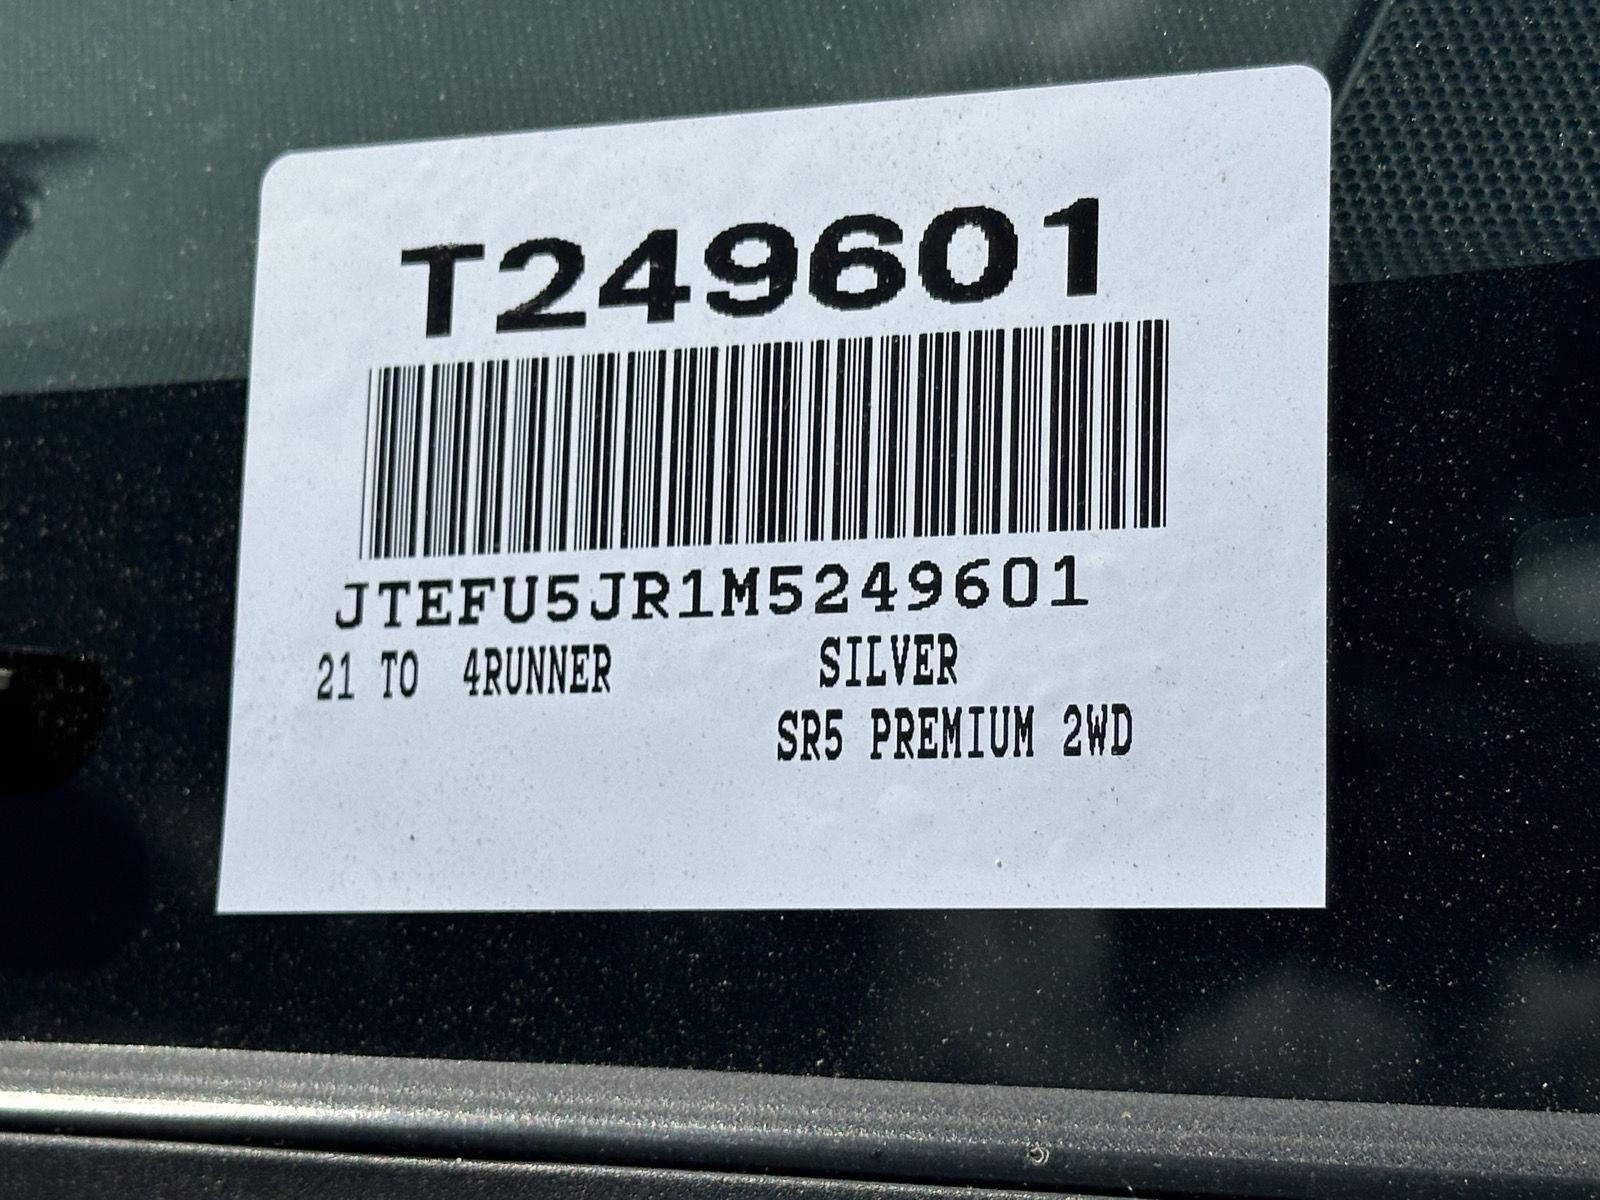 T249601
JTEFU5JR1M5249601
21 TO 4RUNNER SILVER
SR5 PREMIUM 2WD